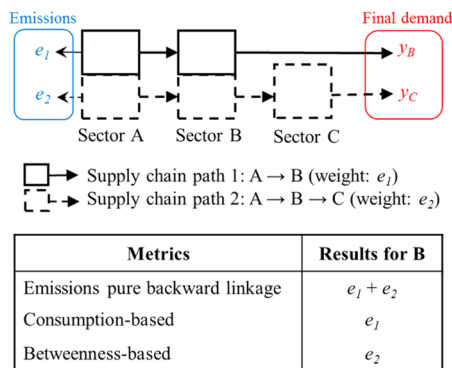 Emissions Final demand
e1 yB
e2 yC
Sector A Sector B Sector C
Supply chain path 1: A → B (weight: e1)
Supply chain path 2: A → B → C (weight: e2)
Metrics Results for B
Emissions pure backward linkage e1 + e2
Consumption-based e1
Betweenness-based e2